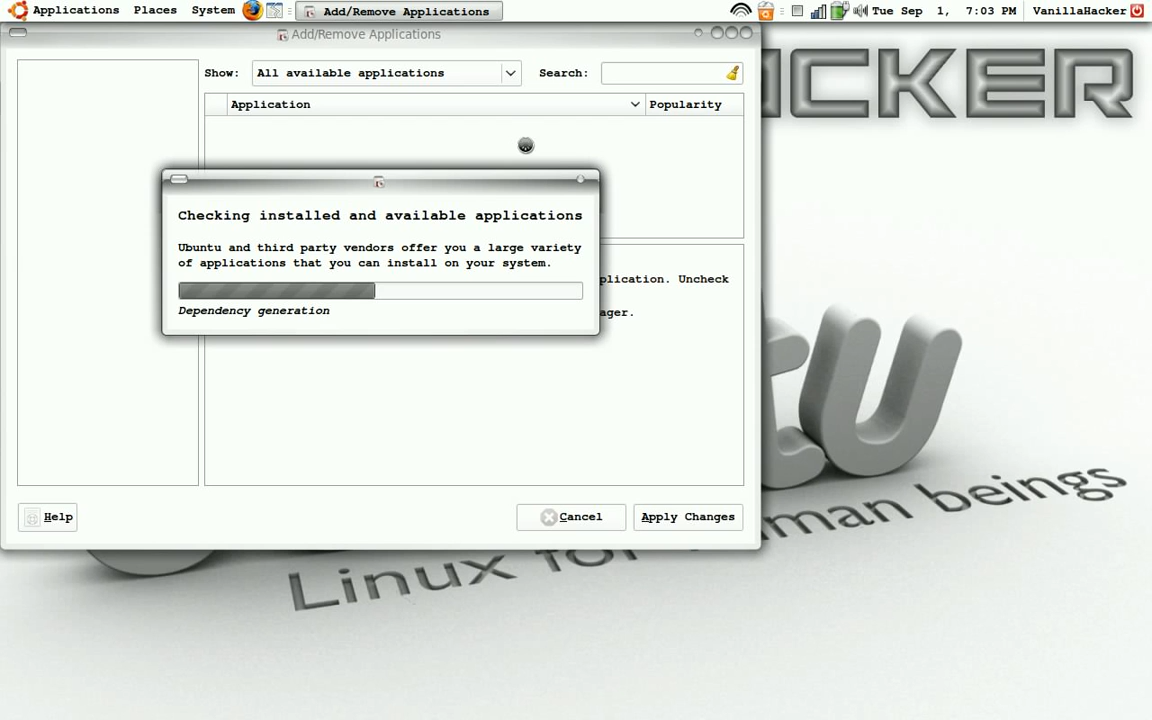 Applications Places System Add/Remove Applications Tue Sep 1, 7:03 PM VanillaHacker
Add/Remove Applications
Show: All available applications Search:
Application Popularity
Checking installed and available applications
Ubuntu and third party vendors offer you a large variety
of applications that you can install on your system.
Dependency generation
plication. Uncheck
ager.
Help Cancel Apply Changes
CKER
tu
Linux for human beings